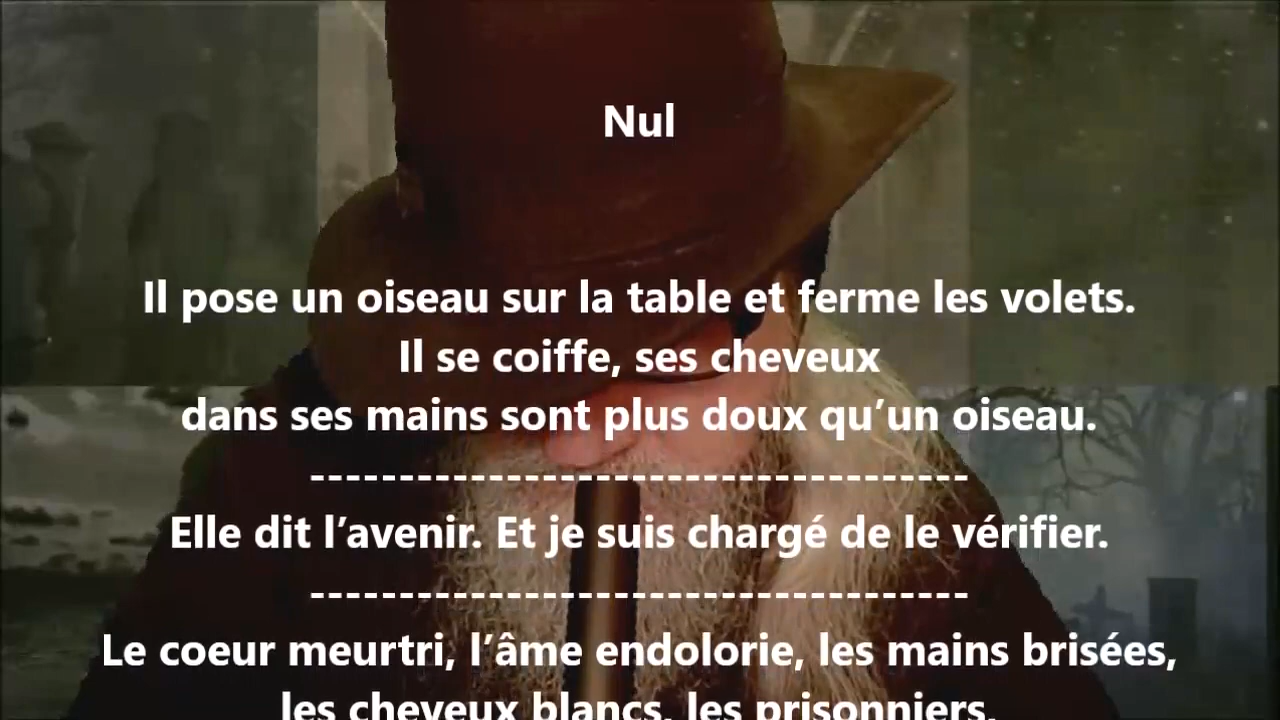 Nul
Il pose un oiseau sur la table et ferme les volets.
Il se coiffe, ses cheveux
dans ses mains sont plus doux qu’un oiseau.
-------------------------------------
Elle dit l’avenir. Et je suis chargé de le vérifier.
-------------------------------------
Le coeur meurtri, l’âme endolorie, les mains brisées,
les cheveux blancs, les prisonniers,